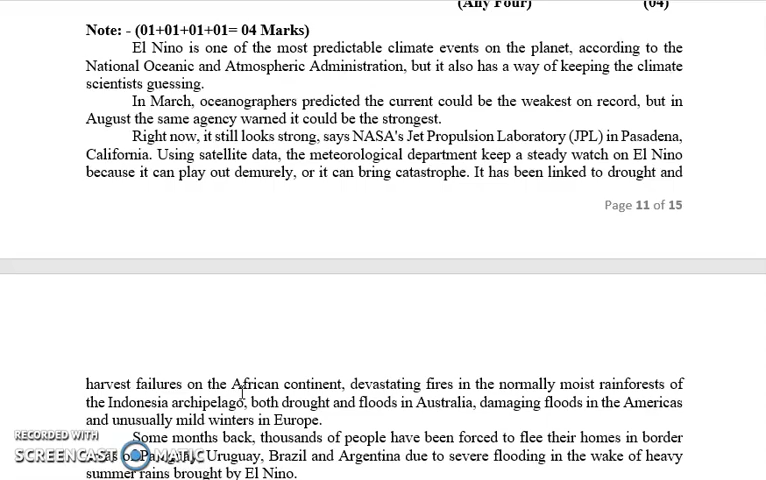 (Any Four) (04)
Note: - (01+01+01+01= 04 Marks)
El Nino is one of the most predictable climate events on the planet, according to the
National Oceanic and Atmospheric Administration, but it also has a way of keeping the climate
scientists guessing.
In March, oceanographers predicted the current could be the weakest on record, but in
August the same agency warned it could be the strongest.
Right now, it still looks strong, says NASA's Jet Propulsion Laboratory (JPL) in Pasadena,
California. Using satellite data, the meteorological department keep a steady watch on El Nino
because it can play out demurely, or it can bring catastrophe. It has been linked to drought and
Page 11 of 15
harvest failures on the African continent, devastating fires in the normally moist rainforests of
the Indonesia archipelago, both drought and floods in Australia, damaging floods in the Americas
and unusually mild winters in Europe.
RECORDED WITH
Some months back, thousands of people have been forced to flee their homes in border
SCREENCAST MATIC
Uruguay, Brazil and Argentina due to severe flooding in the wake of heavy
summer rains brought by El Nino.